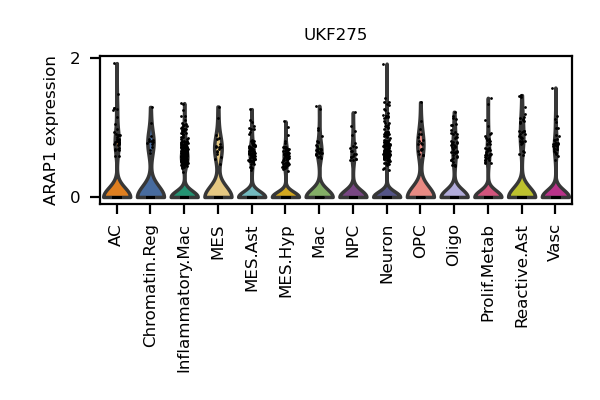 UKF275
ARAP1 expression
2
0
AC
Chromatin.Reg
Inflammatory.Mac
MES
MES.Ast
MES.Hyp
Mac
NPC
Neuron
OPC
Oligo
Prolif.Metab
Reactive.Ast
Vasc